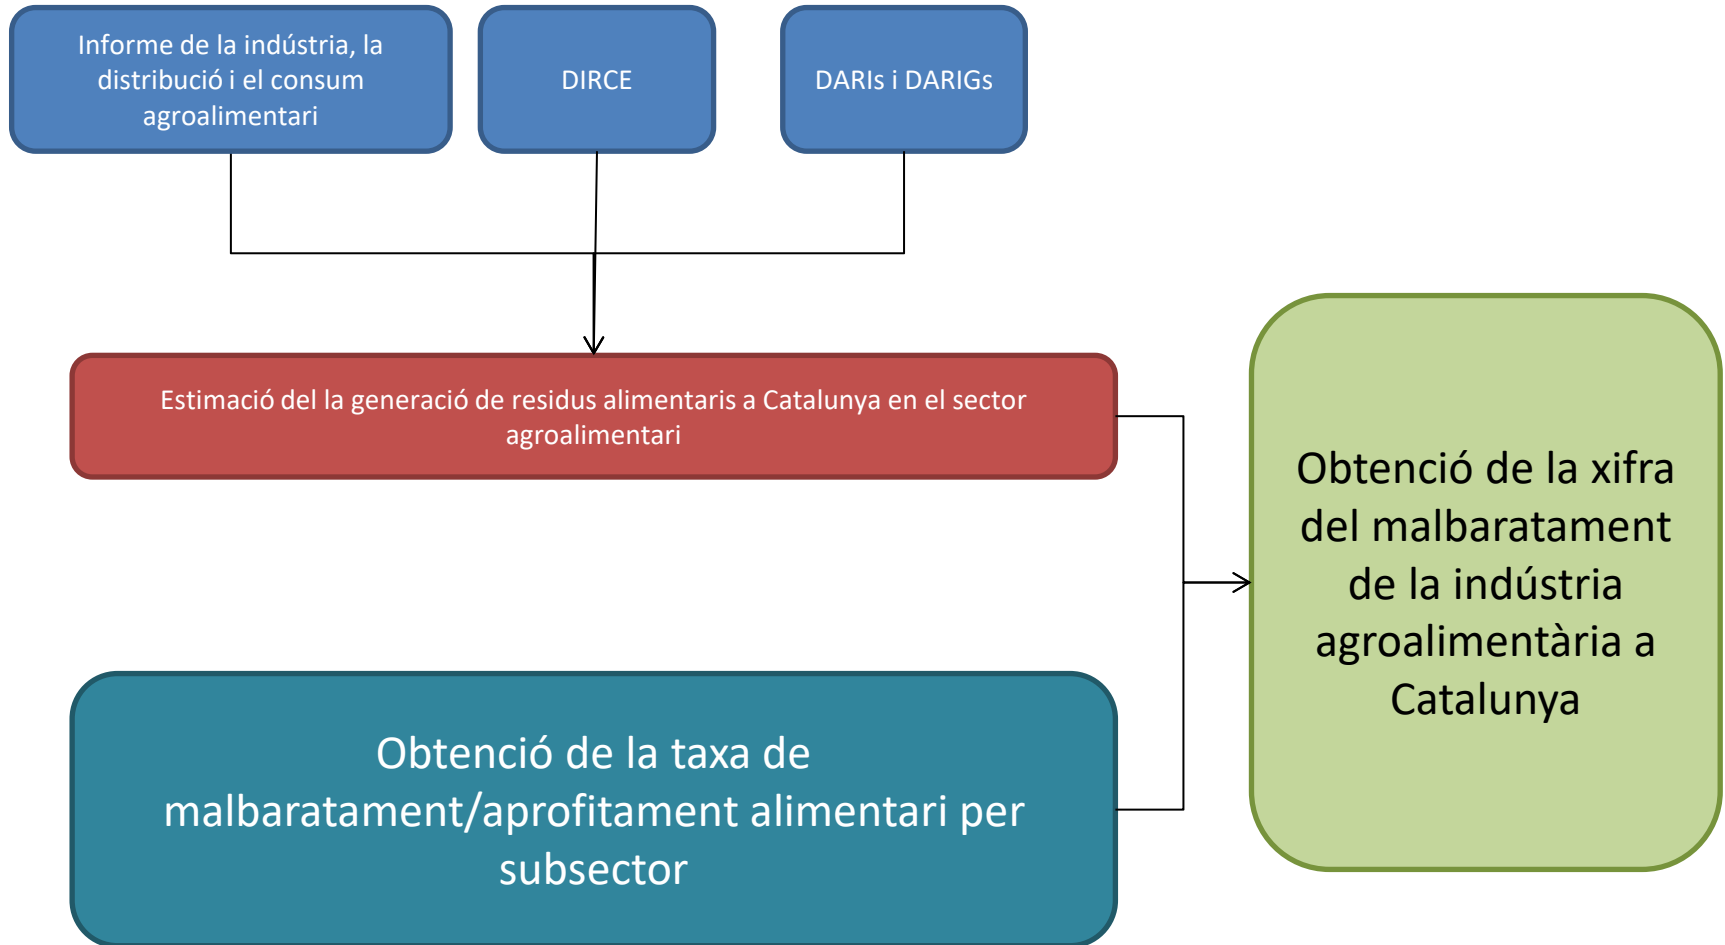 Informe de la indústria, la
distribució i el consum
agroalimentari
DIRCE
DARIs i DARIGs
Estimació del la generació de residus alimentaris a Catalunya en el sector
agroalimentari
Obtenció de la xifra
del malbaratament
de la indústria
agroalimentària a
Catalunya
Obtenció de la taxa de
malbaratament/aprofitament alimentari per
subsector